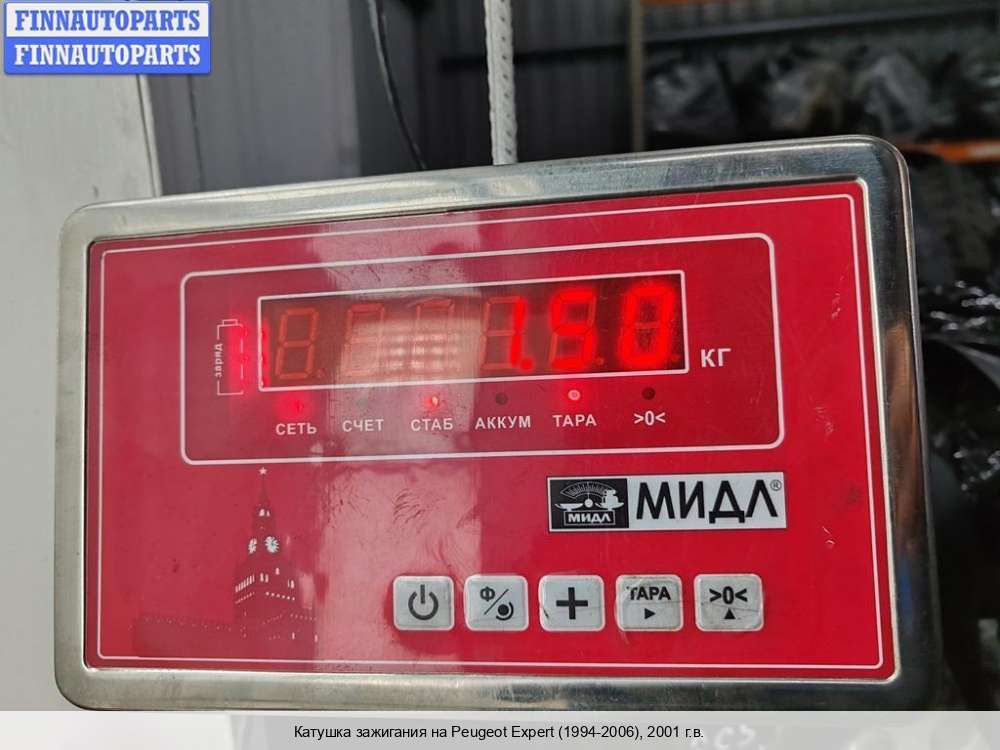 FINNAUTOPARTS
FINNAUTOPARTS
заряд
1.50
КГ
СЕТЬ СЧЕТ СТАБ АККУМ ТАРА >0<
МИДЛ МИДЛ®
Ф/ + ТАРА >0<
Катушка зажигания на Peugeot Expert (1994-2006), 2001 г.в.